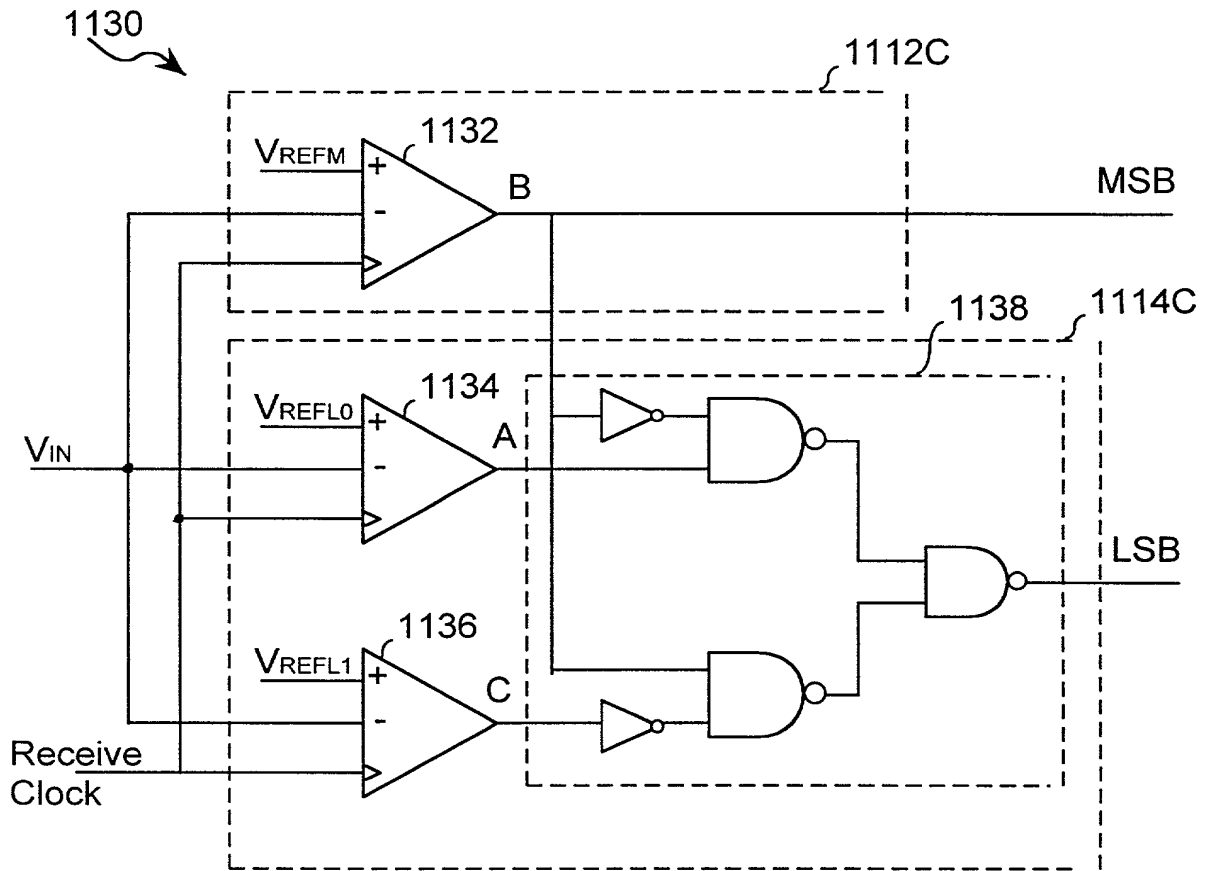 1130
1112C
VREFM
+
-
1132
B
MSB
1138
1114C
VREFL0
+
-
1134
A
VIN
LSB
VREFL1
+
-
1136
C
Receive
Clock